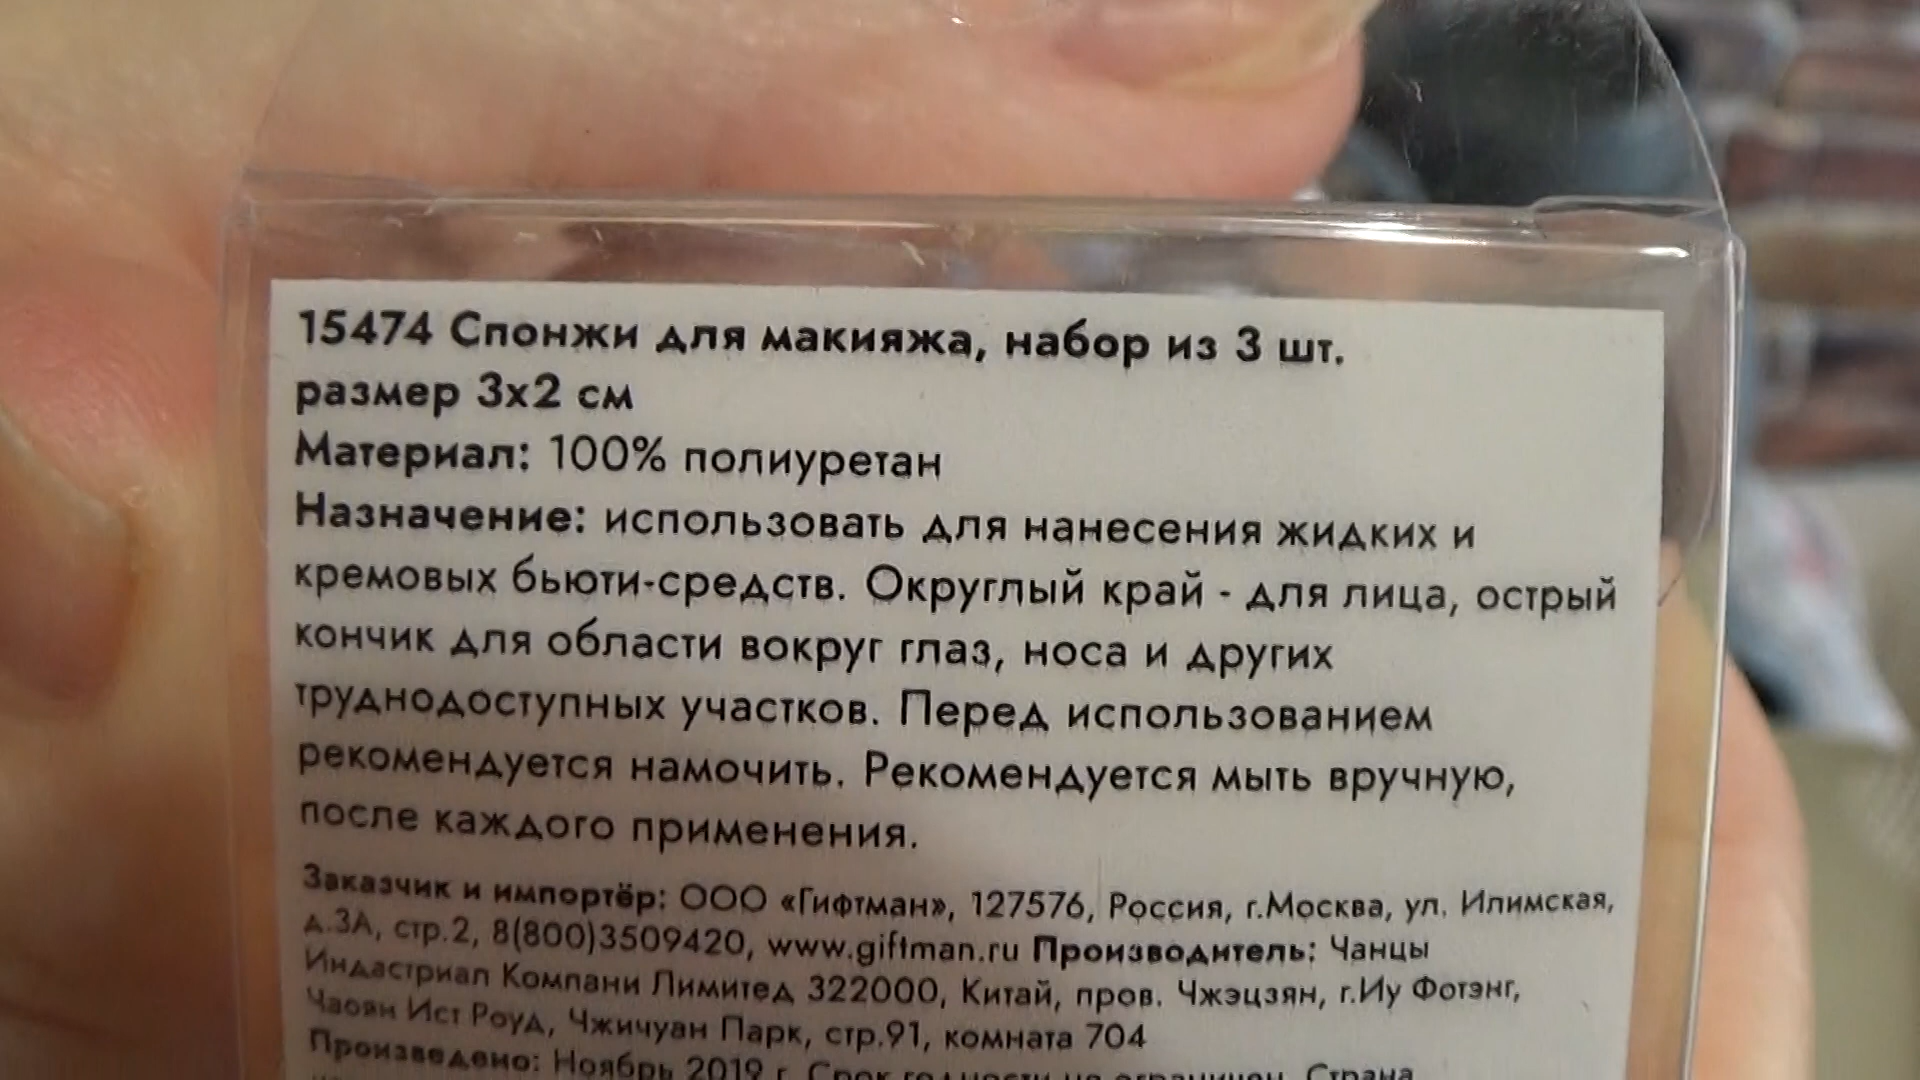 15474 Спонжи для макияжа, набор из 3 шт.
размер 3х2 см
Материал: 100% полиуретан
Назначение: использовать для нанесения жидких и
кремовых бьюти-средств. Округлый край - для лица, острый
кончик для области вокруг глаз, носа и других
труднодоступных участков. Перед использованием
рекомендуется намочить. Рекомендуется мыть вручную,
после каждого применения.
Заказчик и импортёр: ООО «Гифтман», 127576, Россия, г.Москва, ул. Илимская,
д.3А, стр.2, 8(800)3509420, www.giftman.ru Производитель: Чанцы
Индастриал Компани Лимитед 322000, Китай, пров. Чжэцзян, г.Иу Фотэнг,
Чаоян Ист Роуд, Чжичуан Парк, стр.91, комната 704
Произведено: Ноябрь 2019 г. Срок годности не ограничен. Страна